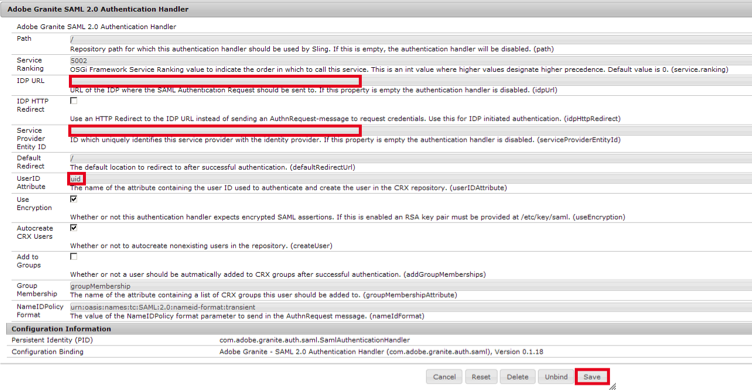 Adobe Granite SAML 2.0 Authentication Handler
Adobe Granite SAML 2.0 Authentication Handler
Path
/
Repository path for which this authentication handler should be used by Sling. If this is empty, the authentication handler will be disabled. (path)
Service Ranking
5002
OSGi Framework Service Ranking value to indicate the order in which to call this service. This is an int value where higher values designate higher precedence. Default value is 0. (service.ranking)
IDP URL
URL of the IDP where the SAML Authentication Request should be sent to. If this property is empty the authentication handler is disabled. (idpUrl)
IDP HTTP Redirect
Use an HTTP Redirect to the IDP URL instead of sending an AuthnRequest-message to request credentials. Use this for IDP initiated authentication. (idpHttpRedirect)
Service Provider Entity ID
ID which uniquely identifies this service provider with the identity provider. If this property is empty the authentication handler is disabled. (serviceProviderEntityId)
Default Redirect
/
The default location to redirect to after successful authentication. (defaultRedirectUrl)
UserID Attribute
uid
The name of the attribute containing the user ID used to authenticate and create the user in the CRX repository. (userIDAttribute)
Use Encryption
Whether or not this authentication handler expects encrypted SAML assertions. If this is enabled an RSA key pair must be provided at /etc/key/saml. (useEncryption)
Autocreate CRX Users
Whether or not to autocreate nonexisting users in the repository. (createUser)
Add to Groups
Whether or not a user should be autmatically added to CRX groups after successful authentication. (addGroupMemberships)
Group Membership
groupMembership
The name of the attribute containing a list of CRX groups this user should be added to. (groupMembershipAttribute)
NameIDPolicy Format
urn:oasis:names:tc:SAML:2.0:nameid-format:transient
The value of the NameIDPolicy format parameter to send in the AuthnRequest message. (nameIdFormat)
Configuration Information
Persistent Identity (PID)
com.adobe.granite.auth.saml.SamlAuthenticationHandler
Configuration Binding
Adobe Granite - SAML 2.0 Authentication Handler (com.adobe.granite.auth.saml), Version 0.1.18
Cancel
Reset
Delete
Unbind
Save